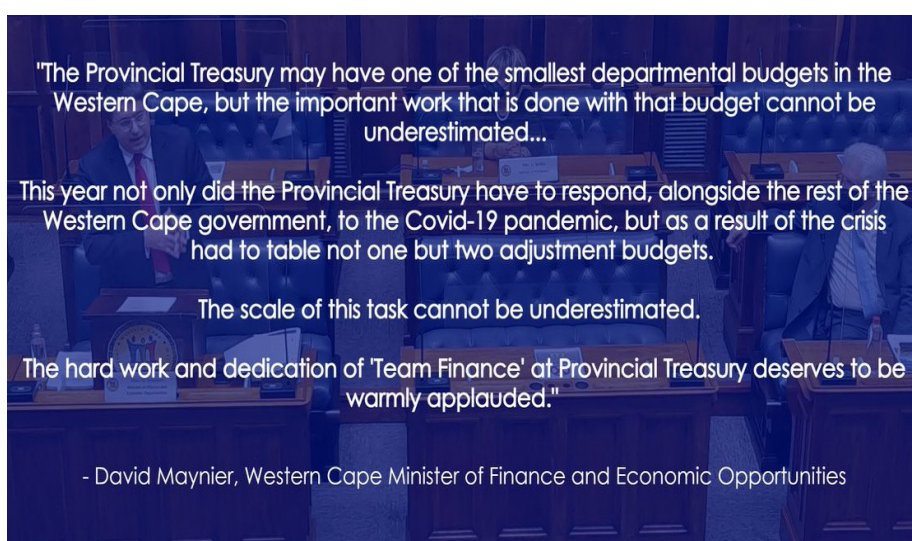 "The Provincial Treasury may have one of the smallest departmental budgets in the
Western Cape, but the important work that is done with that budget cannot be
underestimated...
This year not only did the Provincial Treasury have to respond, alongside the rest of the
Western Cape government, to the Covid-19 pandemic, but as a result of the crisis
had to table not one but two adjustment budgets.
The scale of this task cannot be underestimated.
The hard work and dedication of 'Team Finance' at Provincial Treasury deserves to be
warmly applauded."
- David Maynier, Western Cape Minister of Finance and Economic Opportunities